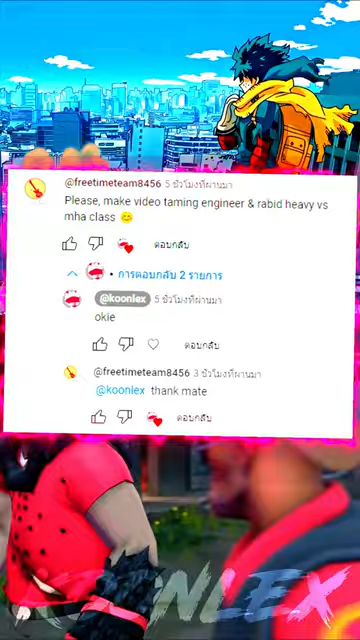 @freetimeteam8456 5 ชั่วโมงที่ผ่านมา
Please, make video taming engineer & rabid heavy vs
mha class 😊
ตอบกลับ
การตอบกลับ 2 รายการ
@koonlex 5 ชั่วโมงที่ผ่านมา
okie
ตอบกลับ
@freetimeteam8456 3 ชั่วโมงที่ผ่านมา
@koonlex thank mate
ตอบกลับ
KOONLEX